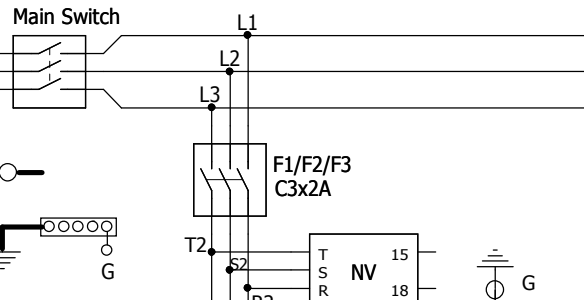 Main Switch
L1
L2
L3
F1/F2/F3
C3x2A
T2
S2
T
S
R
NV
15
18
G
G